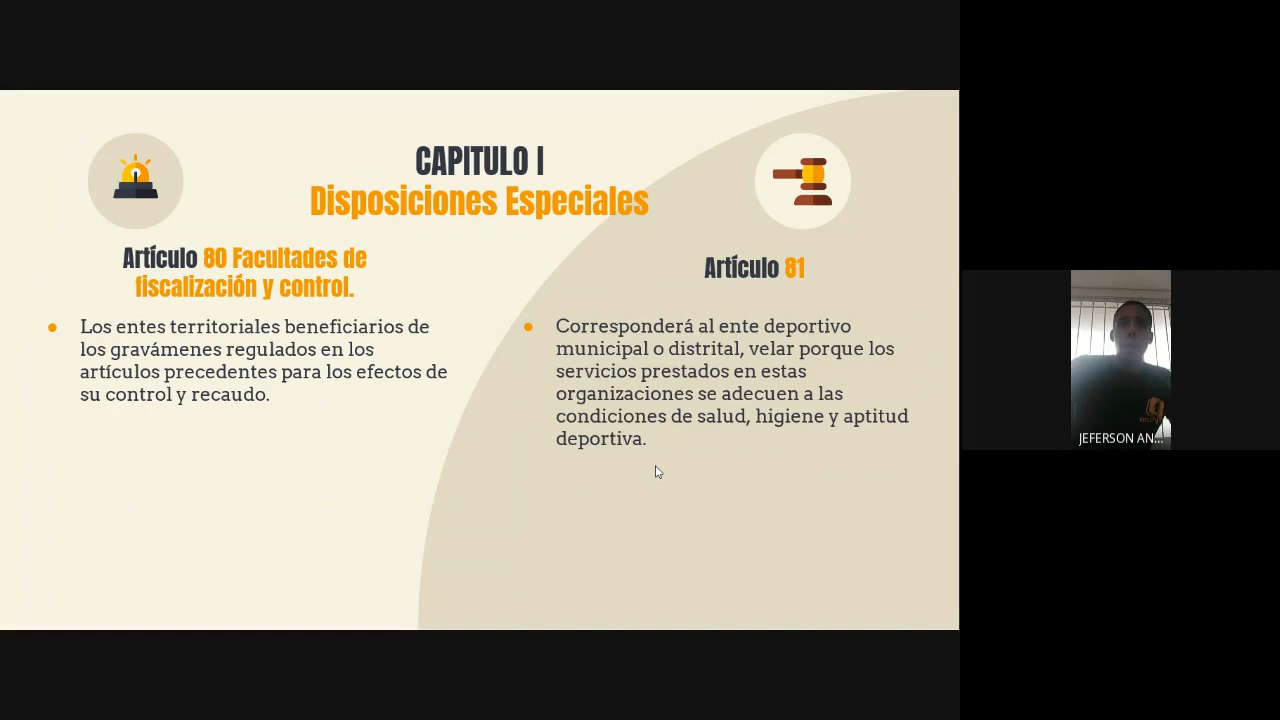 CAPITULO I
Disposiciones Especiales
Artículo 80 Facultades de
fiscalización y control.
Los entes territoriales beneficiarios de
los gravámenes regulados en los
artículos precedentes para los efectos de
su control y recaudo.
Artículo 81
Corresponderá al ente deportivo
municipal o distrital, velar porque los
servicios prestados en estas
organizaciones se adecuen a las
condiciones de salud, higiene y aptitud
deportiva.
JEFERSON AN...